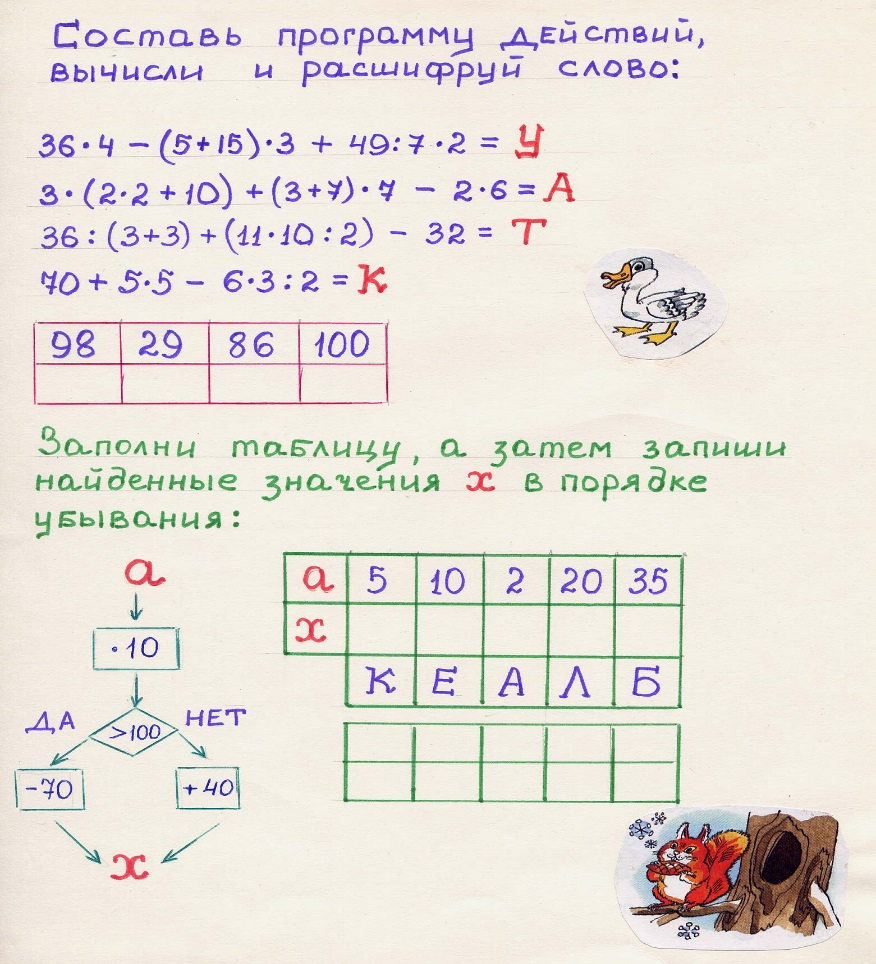 Составь программу действий,
вычисли и расшифруй слово:
36·4 – (5+15)·3 + 49:7·2 = У
3·(2·2+10)+(3+7)·7 – 2·6 = А
36:(3+3)+(11·10:2) – 32 = Т
70+5·5 – 6·3:2 = К
98 29 86 100
Заполни таблицу, а затем запиши
найденные значения х в порядке
убывания:
а
·10
ДА >100 НЕТ
-70 +40
х
а 5 10 2 20 35
х
К Е А Л Б